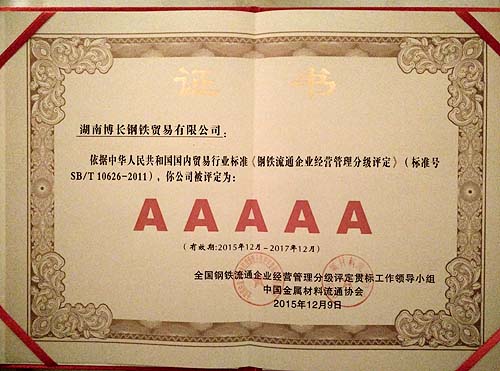 证书
湖南博长钢铁贸易有限公司：
依据中华人民共和国国内贸易行业标准《钢铁流通企业经营管理分级评定》（标准号
SB/T 10626-2011），你公司被评定为：
AAAAA
（有效期:2015年12月－2017年12月）
全国钢铁流通企业经营管理分级评定贯标工作领导小组
中国金属材料流通协会
2015年12月9日